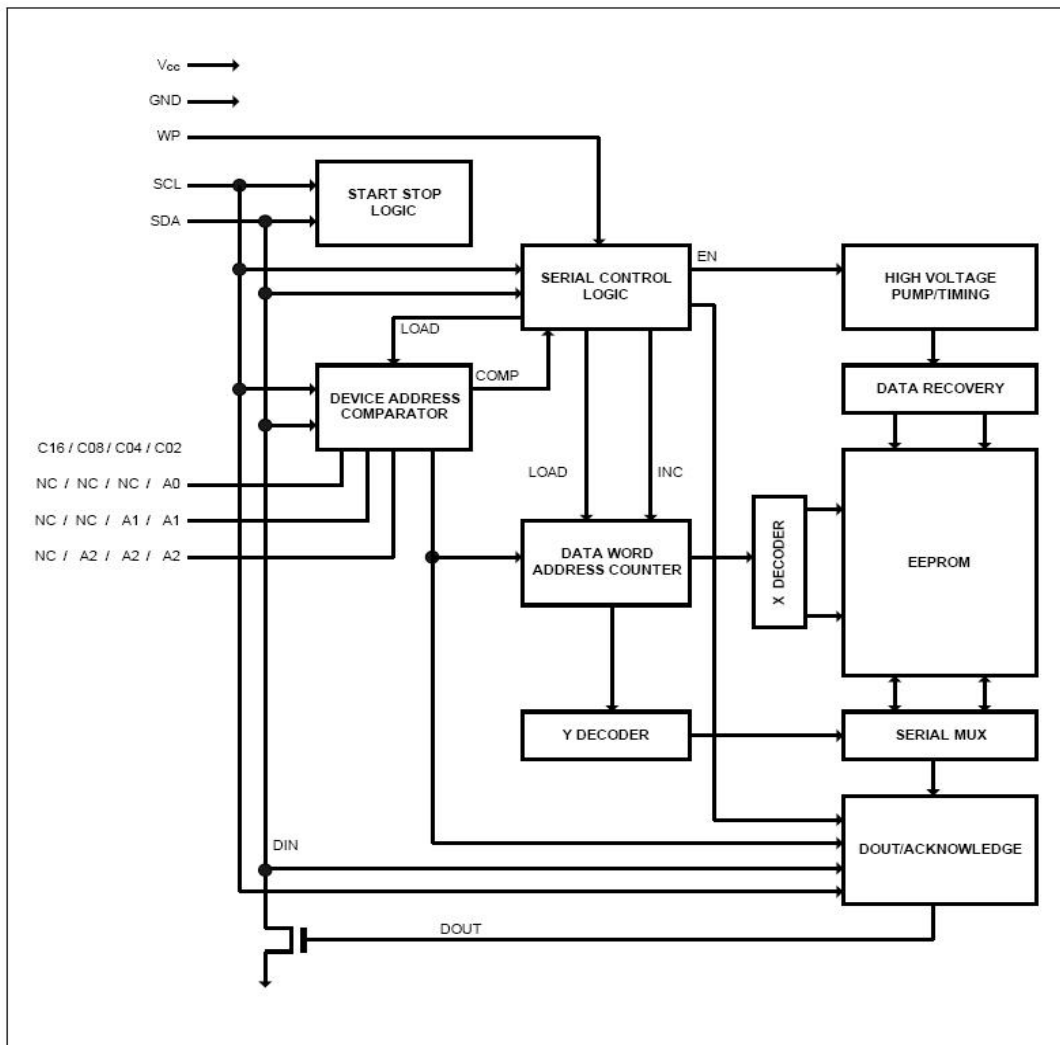 Vcc
GND
WP
SCL
SDA
START STOP
LOGIC
SERIAL CONTROL
LOGIC
EN
HIGH VOLTAGE
PUMP/TIMING
LOAD
COMP
DEVICE ADDRESS
COMPARATOR
DATA RECOVERY
C16 / C08 / C04 / C02
NC / NC / NC / A0
NC / NC / A1 / A1
NC / A2 / A2 / A2
LOAD
INC
DATA WORD
ADDRESS COUNTER
X DECODER
EEPROM
Y DECODER
SERIAL MUX
DIN
DOUT/ACKNOWLEDGE
DOUT